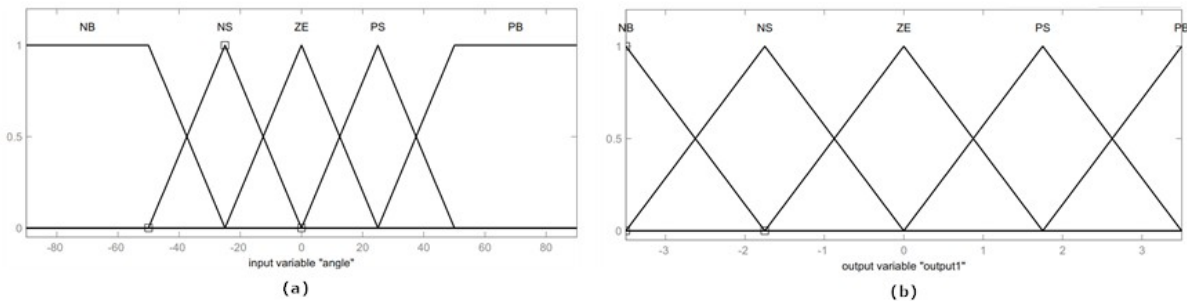 NB NS ZE PS PB
1
0.5
0
-80 -60 -40 -20 0 20 40 60 80
input variable "angle"
(a)
NB NS ZE PS PB
1
0.5
0
-3 -2 -1 0 1 2 3
output variable "output1"
(b)